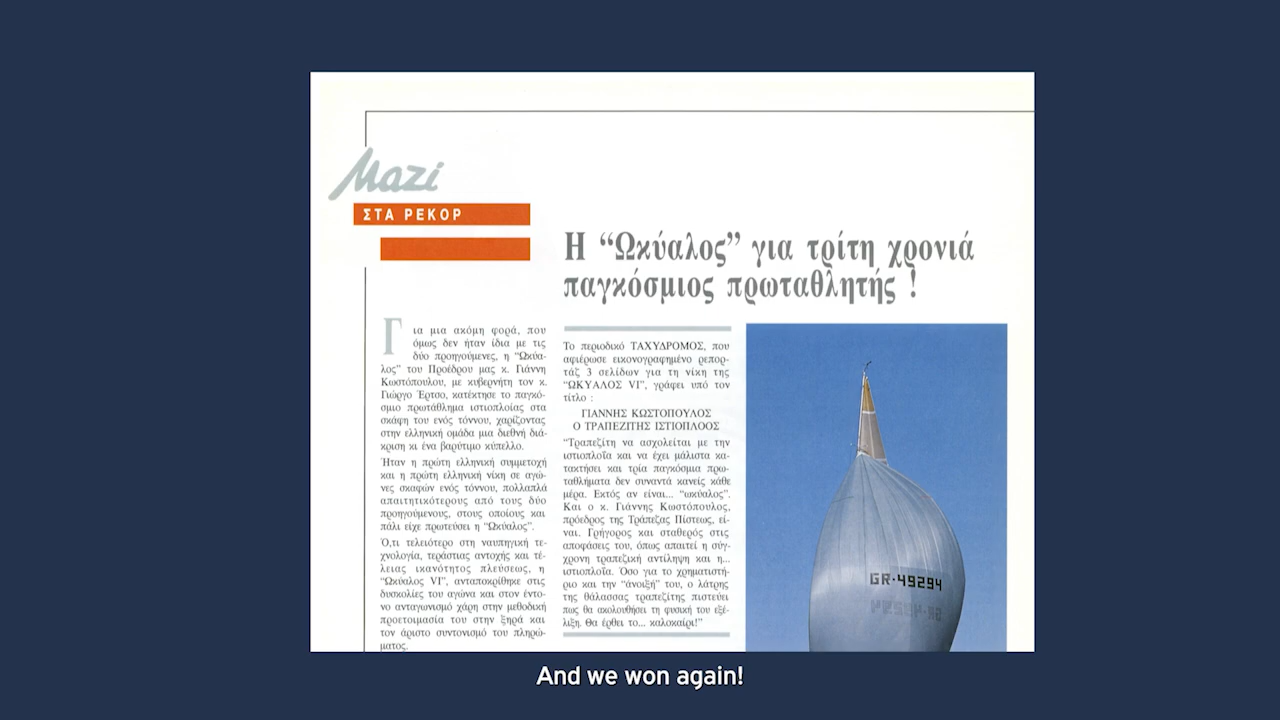 Μαζί
ΣΤΑ ΡΕΚΟΡ
Η “Ωκύαλος” για τρίτη χρονιά
παγκόσμιος πρωταθλητής !
Για μια ακόμη φορά, που
όμως δεν ήταν ίδια με τις
δύο προηγούμενες, η “Ωκύα-
λος” του Προέδρου μας κ. Γιάννη
Κωστόπουλου, με κυβερνήτη τον κ.
Γιώργο Έρτσο, κατέκτησε το παγκό-
σμιο πρωτάθλημα ιστιοπλοίας στα
σκάφη του ενός τόννου, χαρίζοντας
στην ελληνική ομάδα μια διεθνή διά-
κριση κι ένα βαρύτιμο κύπελλο.
Ήταν η πρώτη ελληνική συμμετοχή
και η πρώτη ελληνική νίκη σε αγώ-
νες σκαφών ενός τόννου, πολλαπλά
απαιτητικότερους από τους δύο
προηγούμενους, στους οποίους και
πάλι είχε πρωτεύσει η “Ωκύαλος”.
Ό,τι τελειότερο στη ναυπηγική τε-
χνολογία, τεράστιας αντοχής και τέ-
λειας ικανότητος πλεύσεως, η
“Ωκύαλος VI”, ανταποκρίθηκε στις
δυσκολίες του αγώνα και στον έντο-
νο ανταγωνισμό χάρη στην μεθοδική
προετοιμασία του στην ξηρά και
τον άριστο συντονισμό του πληρώ-
ματος.
Το περιοδικό ΤΑΧΥΔΡΟΜΟΣ, που
αφιέρωσε εικονογραφημένο ρεπορ-
τάζ 3 σελίδων για τη νίκη της
“ΩΚΥΑΛΟΣ VI”, γράφει υπό τον
τίτλο :
ΓΙΑΝΝΗΣ ΚΩΣΤΟΠΟΥΛΟΣ
Ο ΤΡΑΠΕΖΙΤΗΣ ΙΣΤΙΟΠΛΟΟΣ
“Τραπεζίτη να ασχολείται με την
ιστιοπλοΐα και να έχει μάλιστα κα-
τακτήσει και τρία παγκόσμια πρω-
ταθλήματα δεν συναντά κανείς κάθε
μέρα. Εκτός αν είναι... “ωκύαλος”.
Και ο κ. Γιάννης Κωστόπουλος,
πρόεδρος της Τράπεζας Πίστεως, εί-
ναι. Γρήγορος και σταθερός στις
αποφάσεις του, όπως απαιτεί η σύγ-
χρονη τραπεζική αντίληψη και η...
ιστιοπλοΐα. Όσο για το χρηματιστή-
ριο και την “άνοιξή” του, ο λάτρης
της θάλασσας τραπεζίτης πιστεύει
πως θα ακολουθήσει τη φυσική του εξέ-
λιξη. Θα έρθει το... καλοκαίρι!”
GR·49294
And we won again!